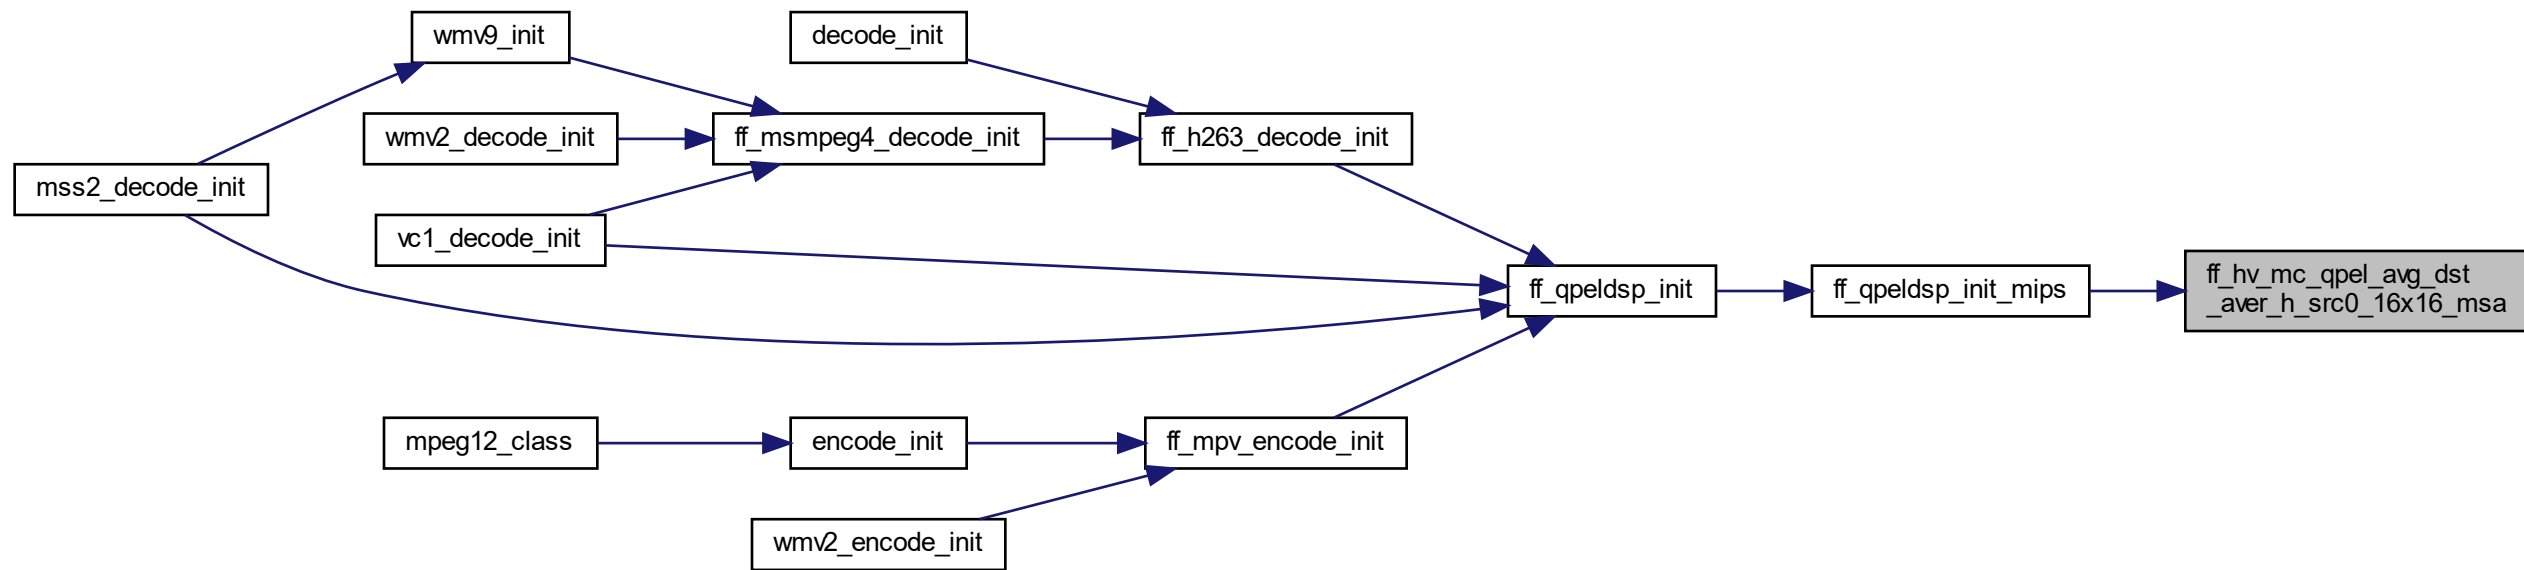 wmv9_init
decode_init
wmv2_decode_init
ff_msmpeg4_decode_init
ff_h263_decode_init
mss2_decode_init
vc1_decode_init
ff_qpeldsp_init
ff_qpeldsp_init_mips
ff_hv_mc_qpel_avg_dst
_aver_h_src0_16x16_msa
mpeg12_class
encode_init
ff_mpv_encode_init
wmv2_encode_init